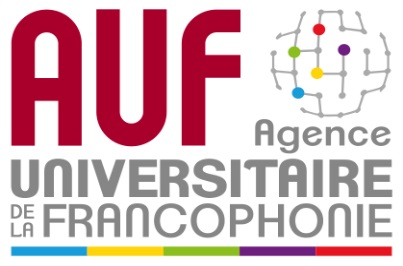 AUF
Agence
UNIVERSITAIRE
DE LA FRANCOPHONIE